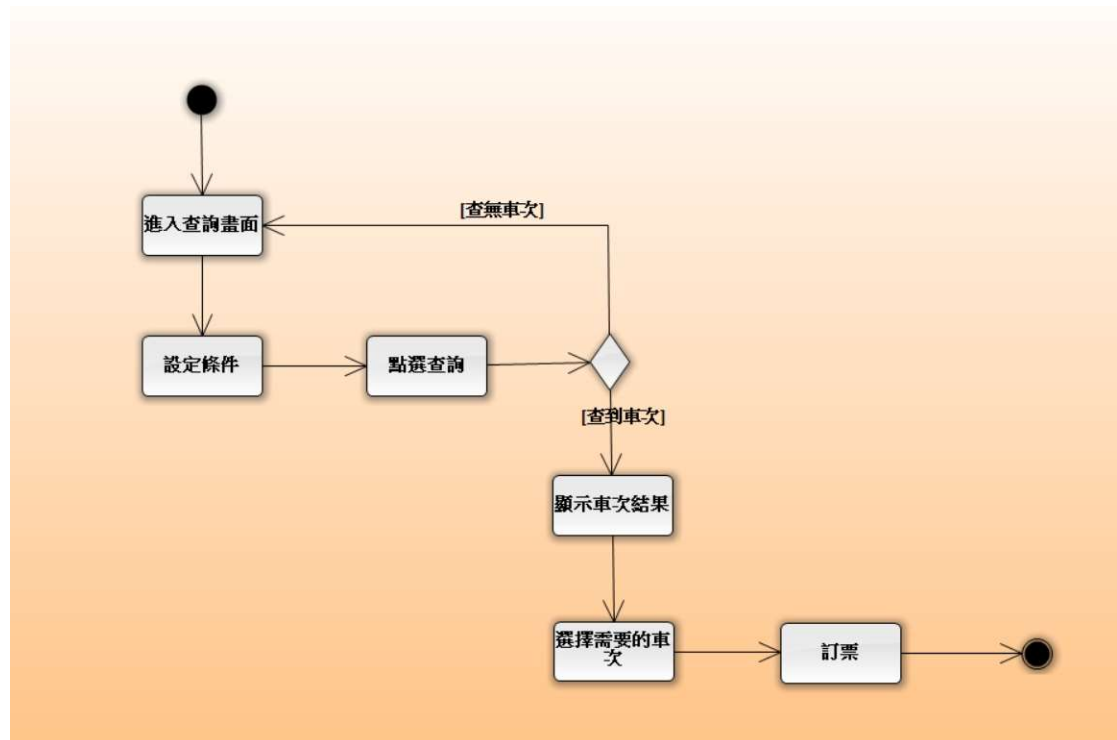 [查無車次]
進入查詢畫面
設定條件
點選查詢
[查到車次]
顯示車次結果
選擇需要的車
次
訂票